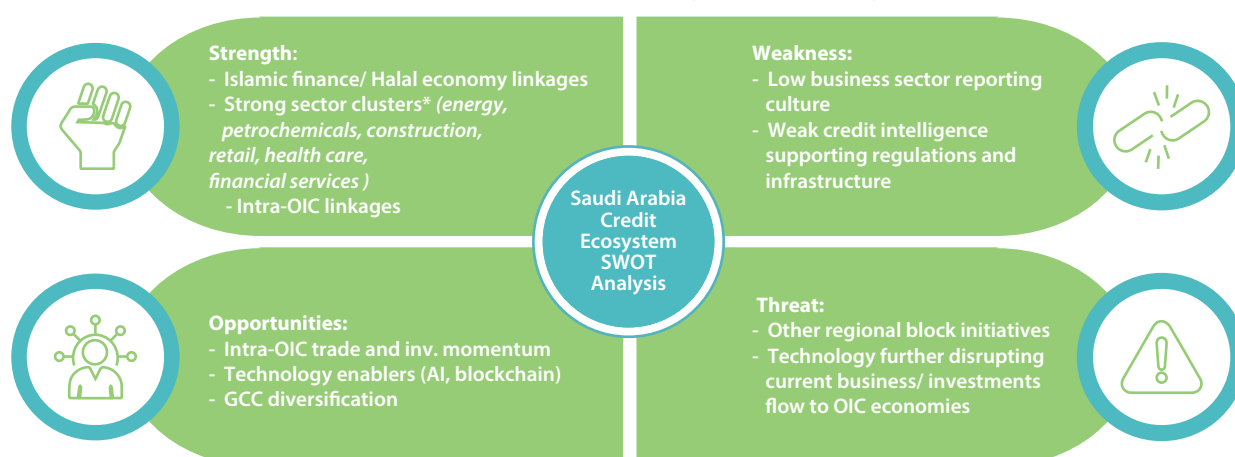 Strength:
- Islamic finance/ Halal economy linkages
- Strong sector clusters* (energy,
petrochemicals, construction,
retail, health care,
financial services )
- Intra-OIC linkages
Weakness:
- Low business sector reporting
culture
- Weak credit intelligence
supporting regulations and
infrastructure
Saudi Arabia
Credit
Ecosystem
SWOT
Analysis
Opportunities:
- Intra-OIC trade and inv. momentum
- Technology enablers (AI, blockchain)
- GCC diversification
Threat:
- Other regional block initiatives
- Technology further disrupting
current business/ investments
flow to OIC economies